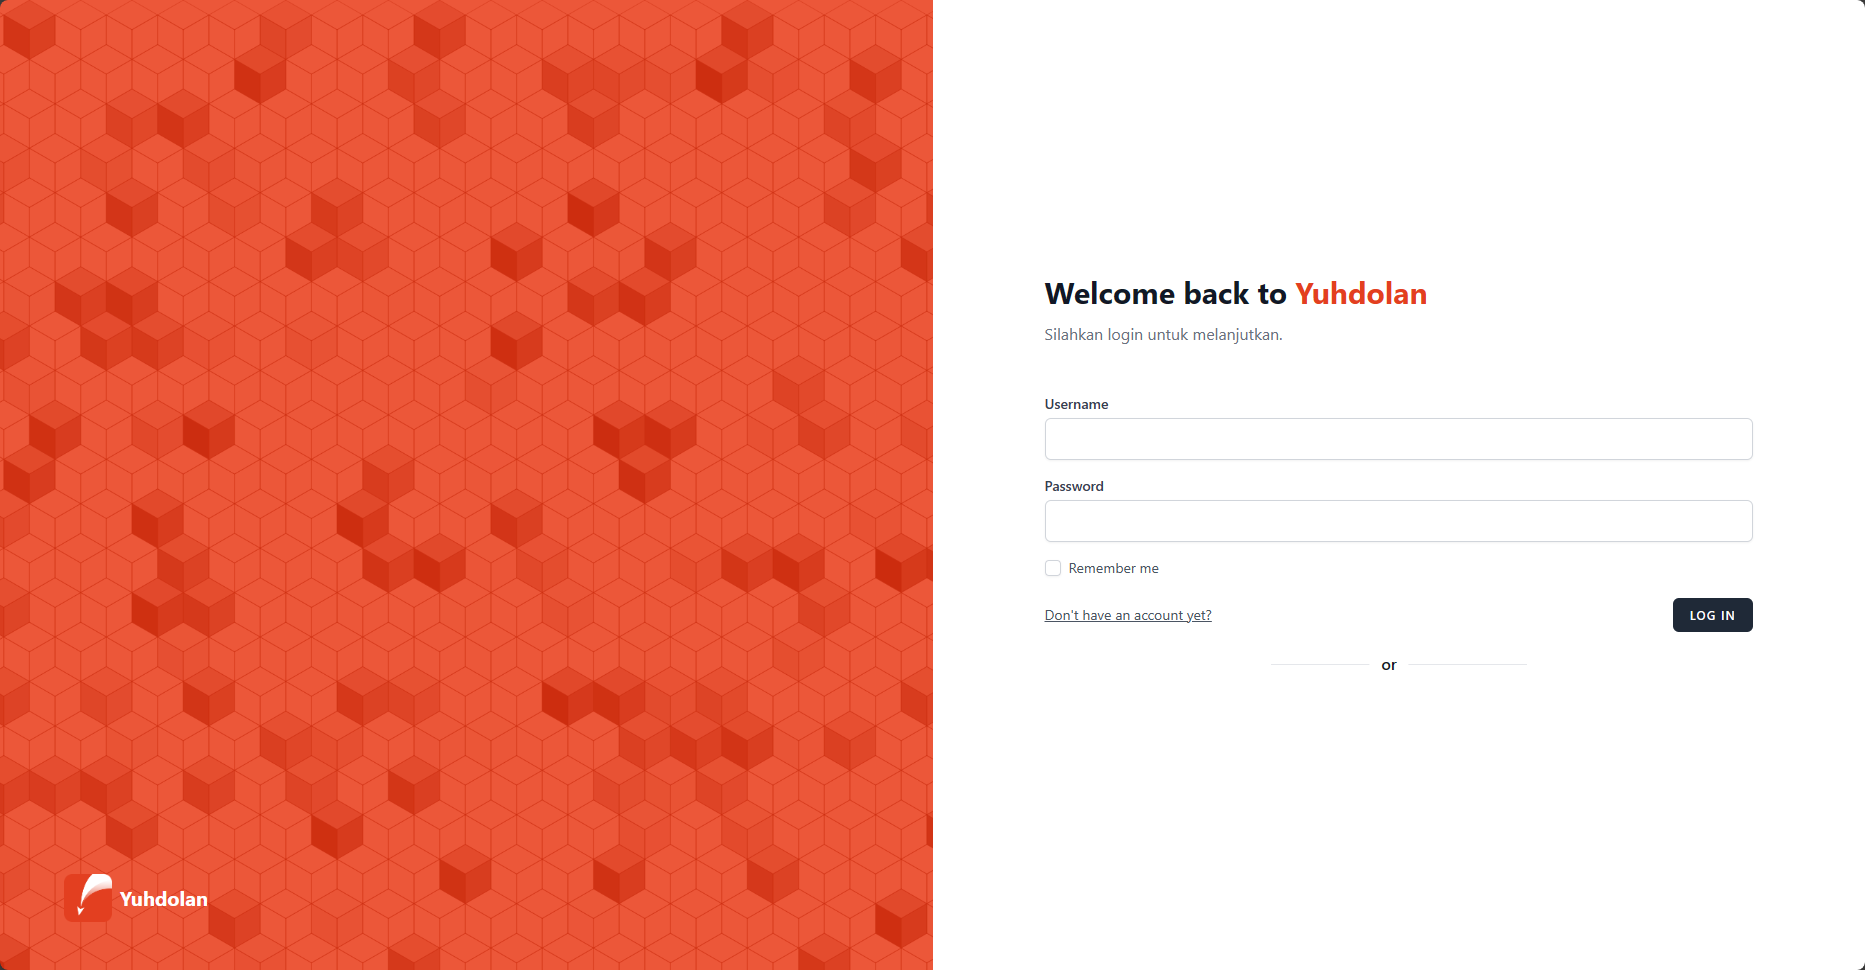 Yuhdolan
Welcome back to Yuhdolan
Silahkan login untuk melanjutkan.
Username
Password
Remember me
Don't have an account yet?
LOG IN
or